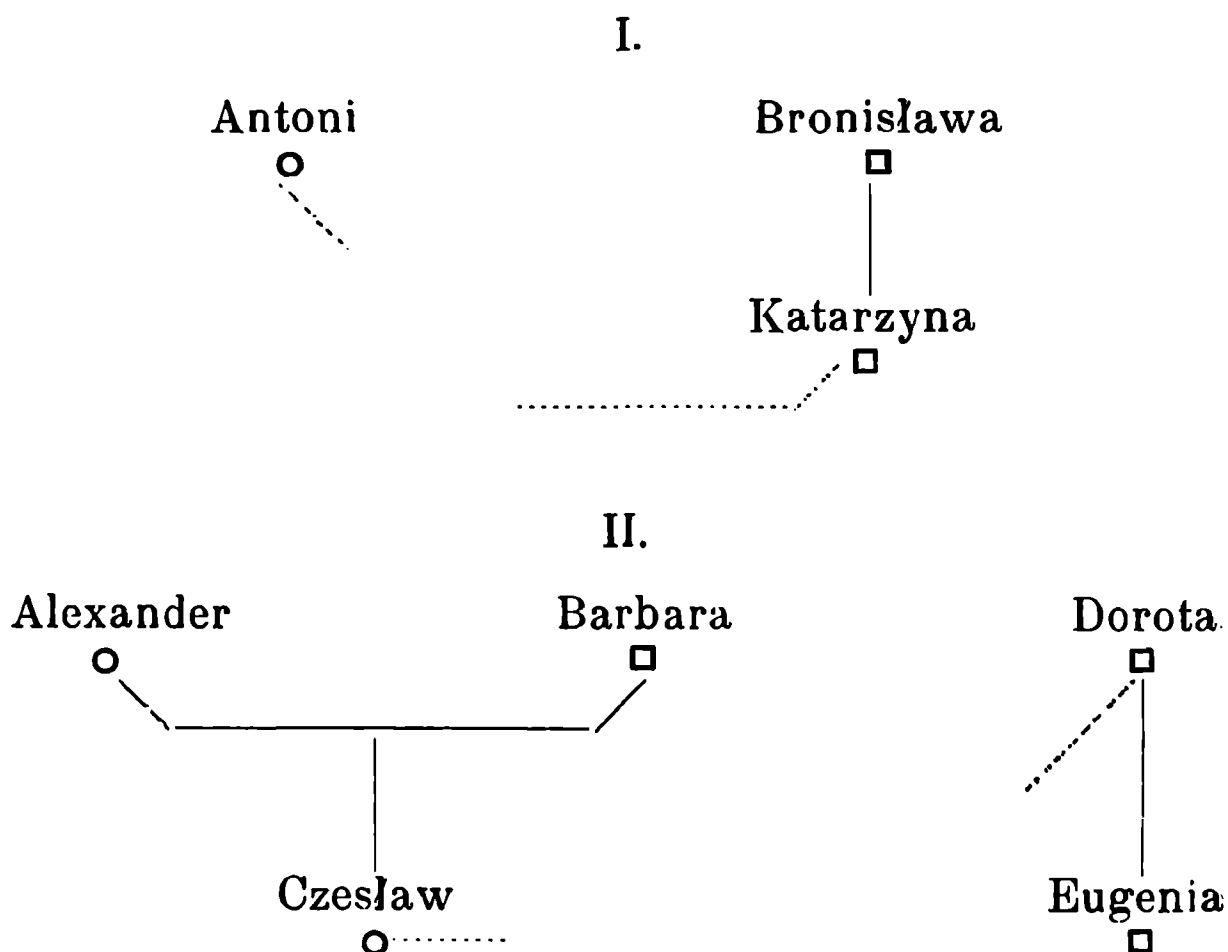 I.
Antoni Bronisława
Katarzyna
II.
Alexander Barbara Dorota
Czesław Eugenia